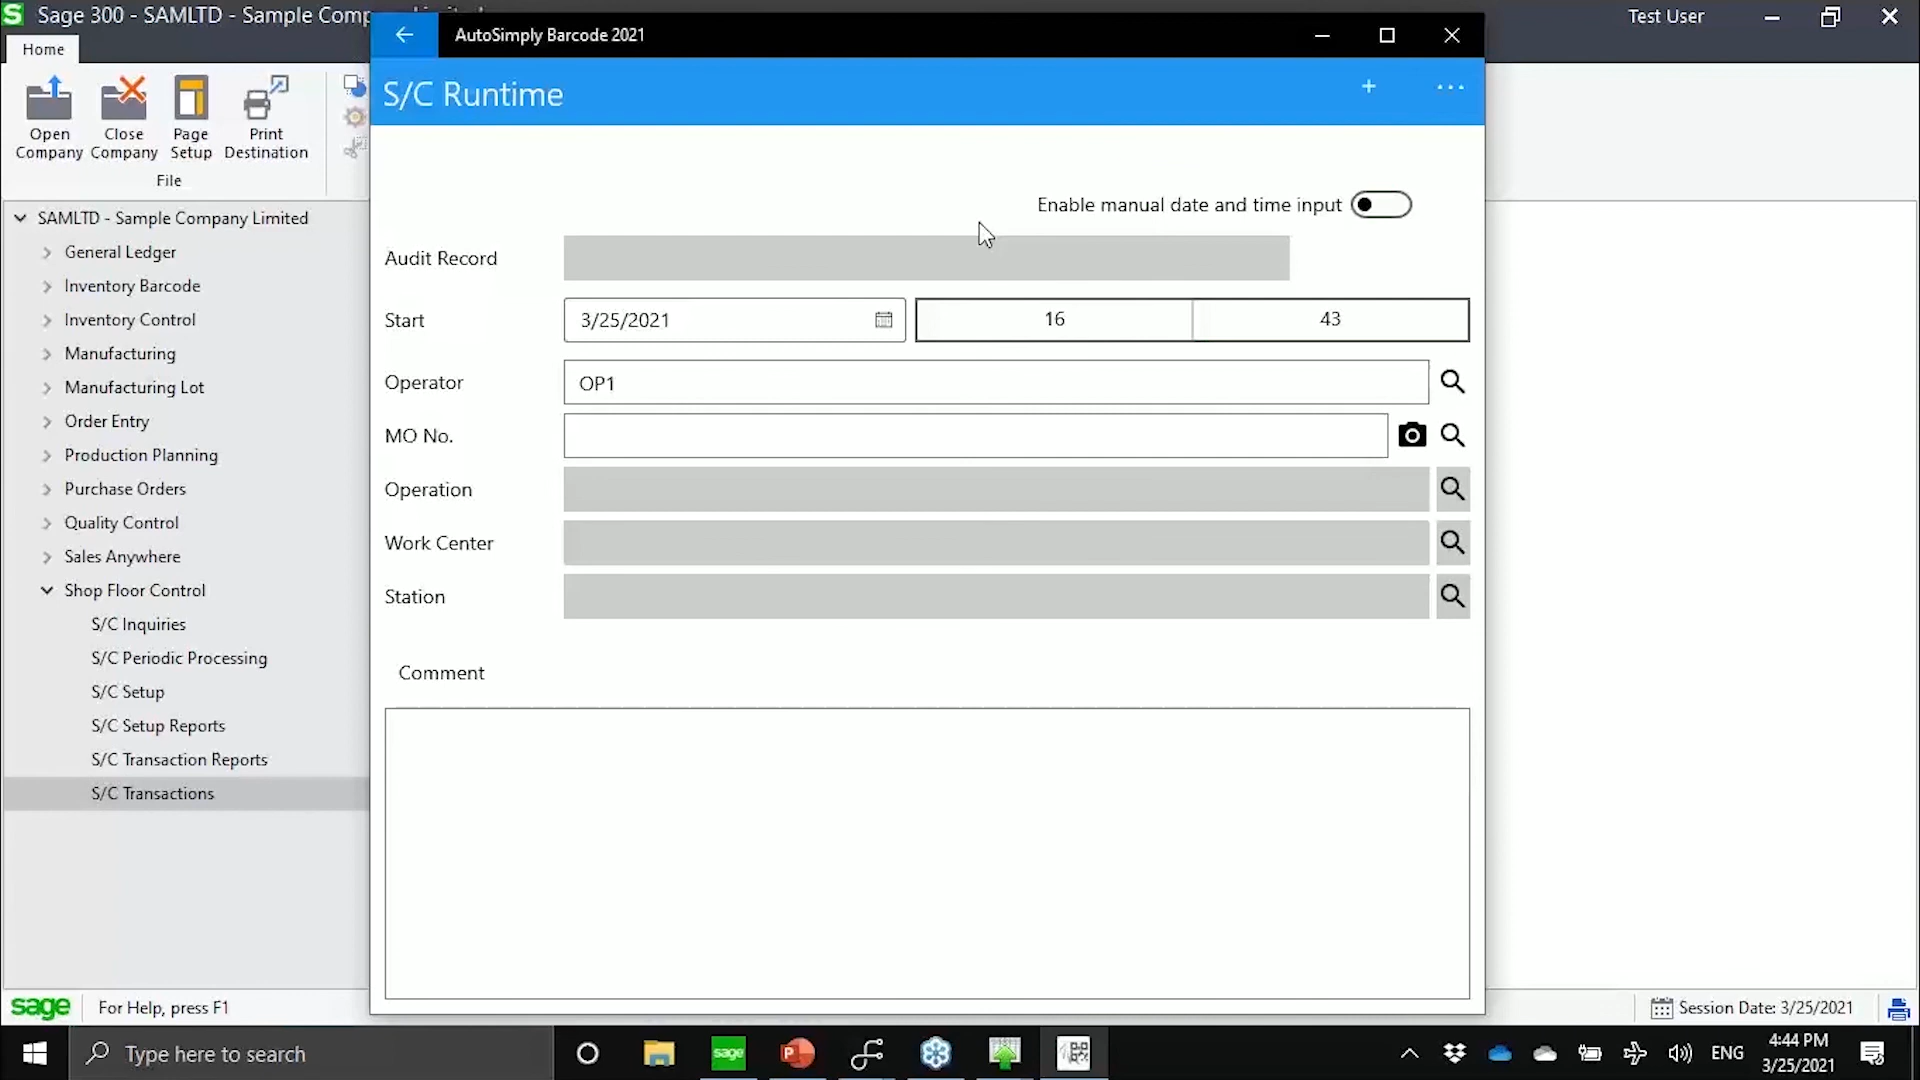 Sage 300 - SAMLTD - Sample Comp
Test User
Home
Open Company
Close Company
Page Setup
Print Destination
File
SAMLTD - Sample Company Limited
General Ledger
Inventory Barcode
Inventory Control
Manufacturing
Manufacturing Lot
Order Entry
Production Planning
Purchase Orders
Quality Control
Sales Anywhere
Shop Floor Control
S/C Inquiries
S/C Periodic Processing
S/C Setup
S/C Setup Reports
S/C Transaction Reports
S/C Transactions
AutoSimply Barcode 2021
S/C Runtime
Enable manual date and time input
Audit Record
Start
3/25/2021
16
43
Operator
OP1
MO No.
Operation
Work Center
Station
Comment
sage
For Help, press F1
Session Date: 3/25/2021
Type here to search
sage
ENG
4:44 PM
3/25/2021